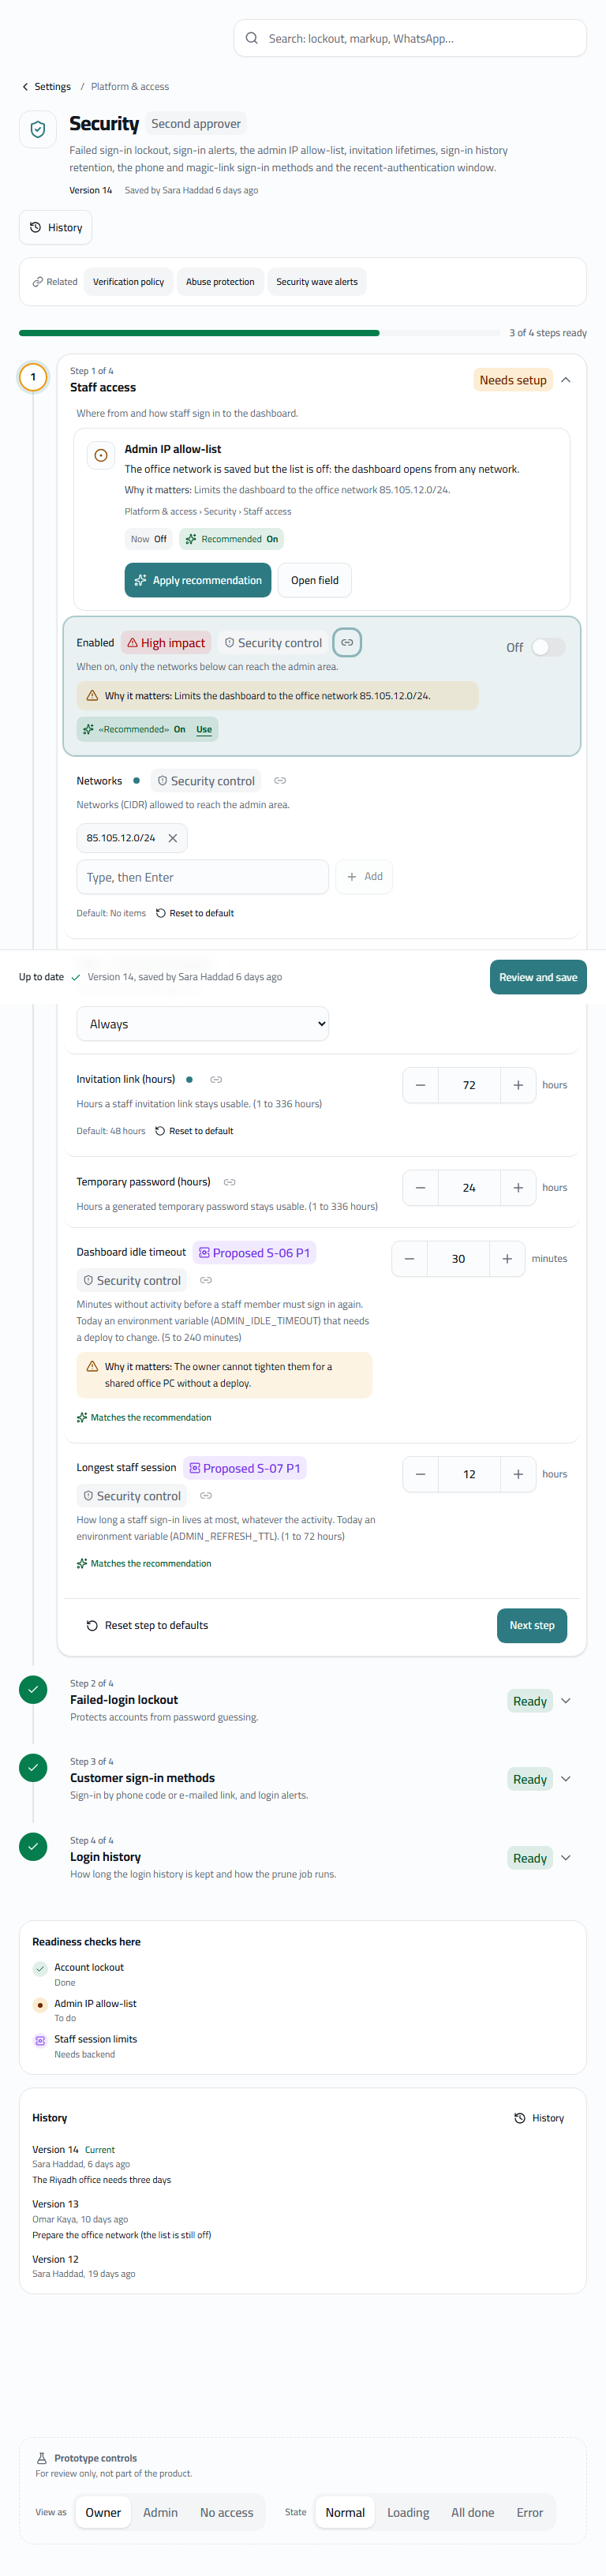 Search: lockout, markup, WhatsApp...
Settings / Platform & access
Security Second approver
Failed sign-in lockout, sign-in alerts, the admin IP allow-list, invitation lifetimes, sign-in history
retention, the phone and magic-link sign-in methods and the recent-authentication window.
Version 14 Saved by Sara Haddad 6 days ago
History
Related Verification policy Abuse protection Security wave alerts
3 of 4 steps ready
1
Step 1 of 4
Staff access
Needs setup
Where from and how staff sign in to the dashboard.
Admin IP allow-list
The office network is saved but the list is off: the dashboard opens from any network.
Why it matters: Limits the dashboard to the office network 85.105.12.0/24.
Platform & access › Security › Staff access
Now Off Recommended On
Apply recommendation Open field
Enabled High impact Security control Off
When on, only the networks below can reach the admin area.
Why it matters: Limits the dashboard to the office network 85.105.12.0/24.
«Recommended» On Use
Networks Security control
Networks (CIDR) allowed to reach the admin area.
85.105.12.0/24
Type, then Enter + Add
Default: No items Reset to default
Up to date Version 14, saved by Sara Haddad 6 days ago Review and save
Always
Invitation link (hours) 72 hours
Hours a staff invitation link stays usable. (1 to 336 hours)
Default: 48 hours Reset to default
Temporary password (hours) 24 hours
Hours a generated temporary password stays usable. (1 to 336 hours)
Dashboard idle timeout Proposed S-06 P1 30 minutes
Security control
Minutes without activity before a staff member must sign in again.
Today an environment variable (ADMIN_IDLE_TIMEOUT) that needs
a deploy to change. (5 to 240 minutes)
Why it matters: The owner cannot tighten them for a
shared office PC without a deploy.
Matches the recommendation
Longest staff session Proposed S-07 P1 12 hours
Security control
How long a staff sign-in lives at most, whatever the activity. Today an
environment variable (ADMIN_REFRESH_TTL). (1 to 72 hours)
Matches the recommendation
Reset step to defaults Next step
Step 2 of 4
Failed-login lockout
Protects accounts from password guessing.
Ready
Step 3 of 4
Customer sign-in methods
Sign-in by phone code or e-mailed link, and login alerts.
Ready
Step 4 of 4
Login history
How long the login history is kept and how the prune job runs.
Ready
Readiness checks here
Account lockout
Done
Admin IP allow-list
To do
Staff session limits
Needs backend
History History
Version 14 Current
Sara Haddad, 6 days ago
The Riyadh office needs three days
Version 13
Omar Kaya, 10 days ago
Prepare the office network (the list is still off)
Version 12
Sara Haddad, 19 days ago
Prototype controls
For review only, not part of the product.
View as Owner Admin No access State Normal Loading All done Error